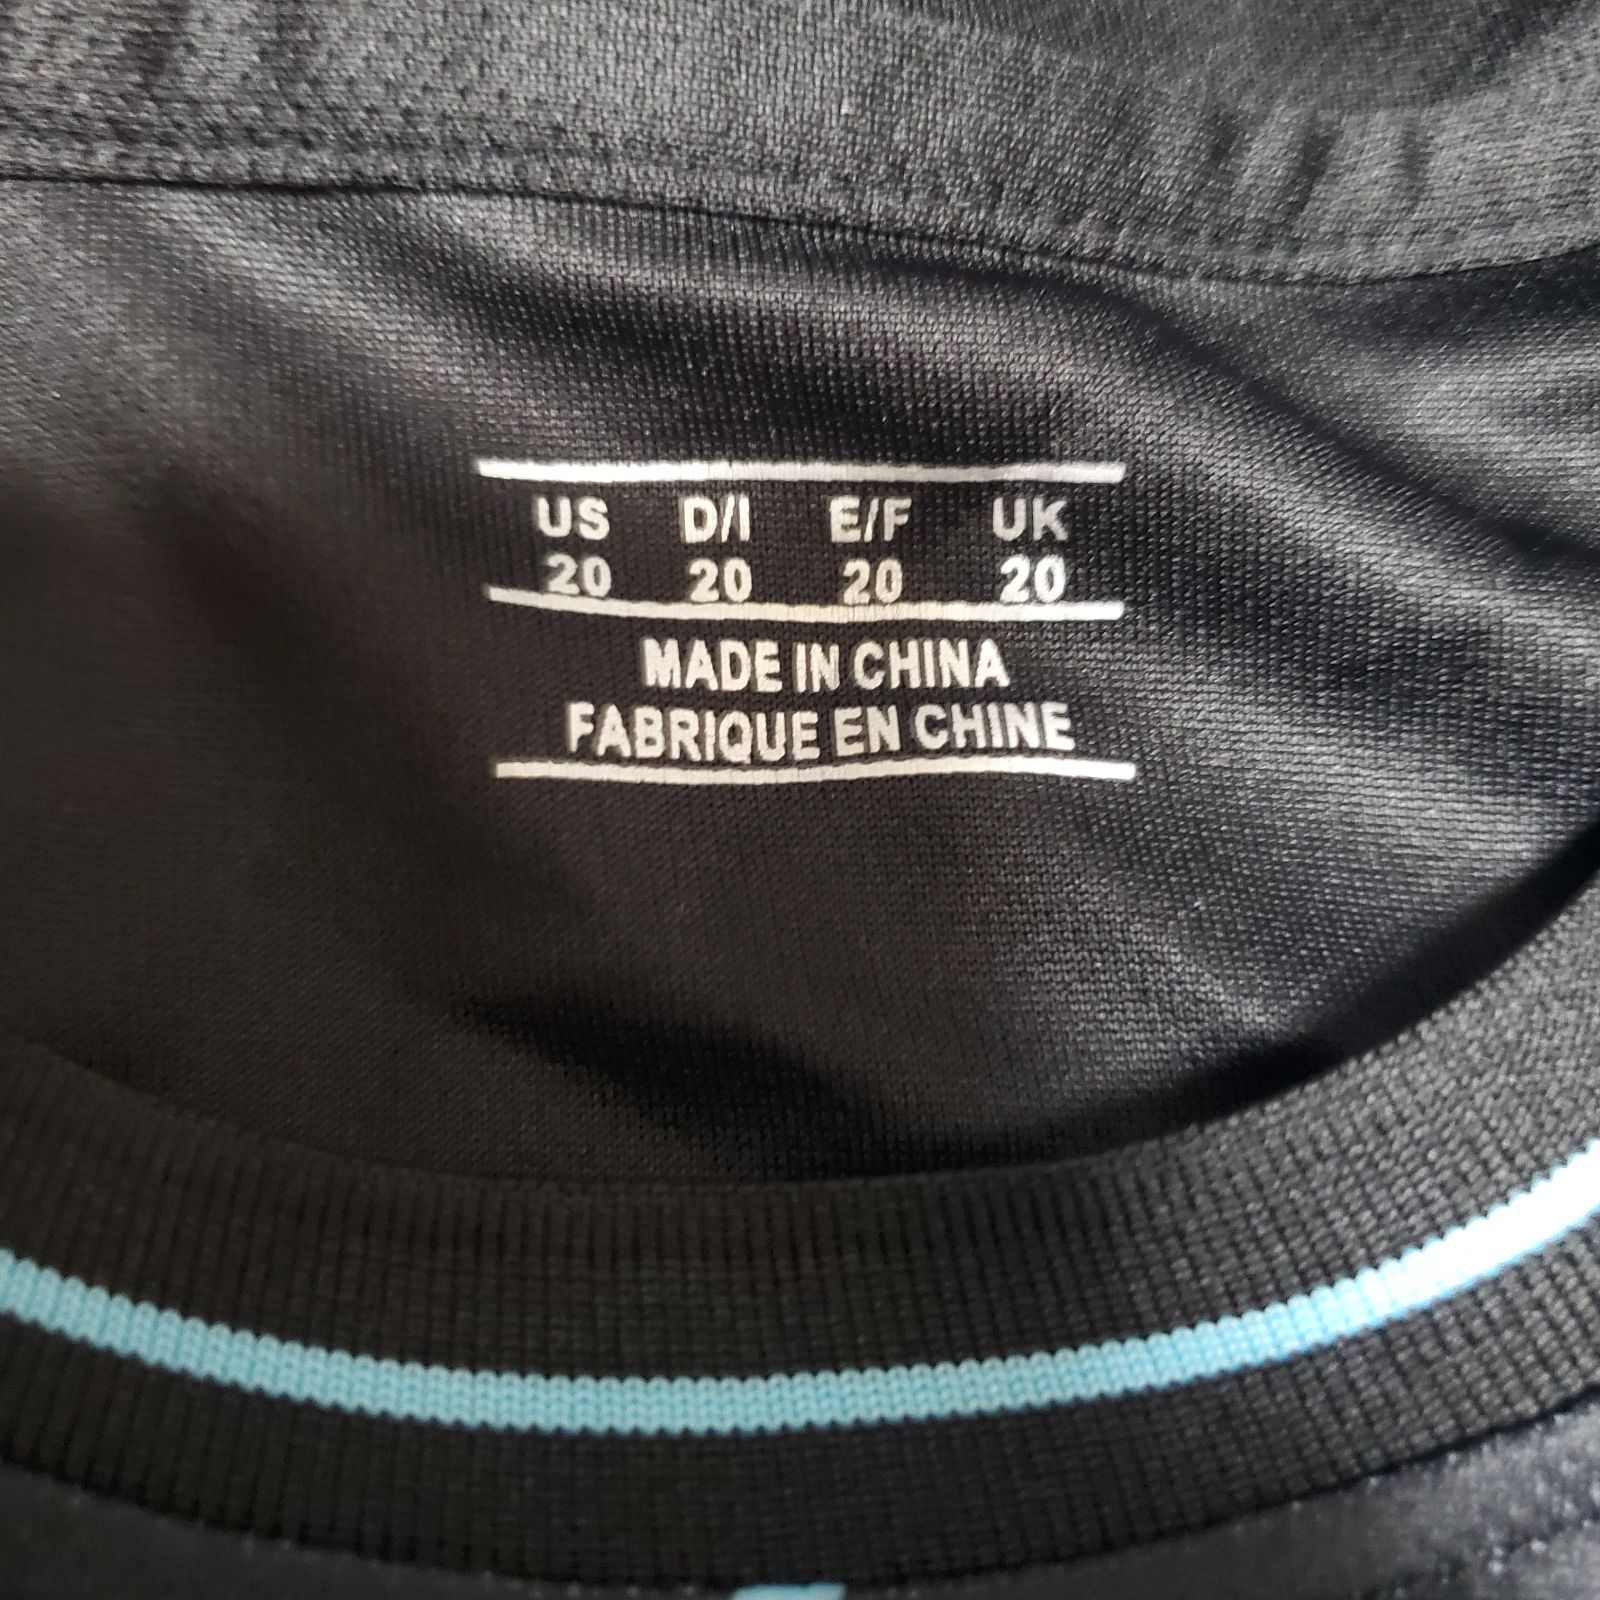 US D/I E/F UK
20 20 20 20
MADE IN CHINA
FABRIQUE EN CHINE